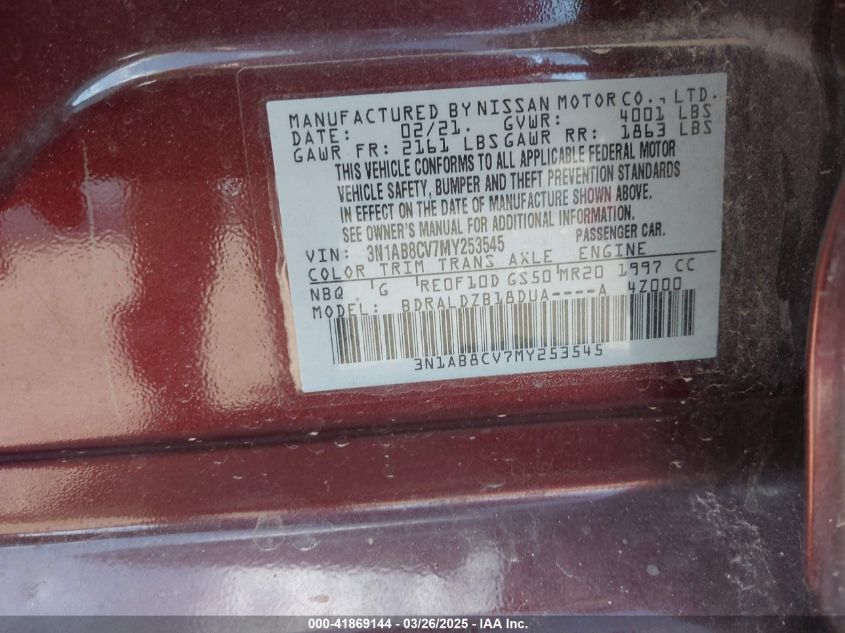 MANUFACTURED BY NISSAN MOTOR CO., LTD.
DATE: 02/21. GVWR: 4001 LBS
GAWR FR: 2161 LBS GAWR RR: 1863 LBS
THIS VEHICLE CONFORMS TO ALL APPLICABLE FEDERAL MOTOR
VEHICLE SAFETY, BUMPER AND THEFT PREVENTION STANDARDS
IN EFFECT ON THE DATE OF MANUFACTURE SHOWN ABOVE.
SEE OWNER'S MANUAL FOR ADDITIONAL INFORMATION.
VIN: 3N1AB8CV7MY253545 PASSENGER CAR.
COLOR TRIM TRANS AXLE ENGINE
NBQ G RE0F10D GS50 MR20 1997 CC
MODEL: BDRALDZB18DUA----A 4Z000
3N1AB8CV7MY253545
000-41869144 - 03/26/2025 - IAA Inc.